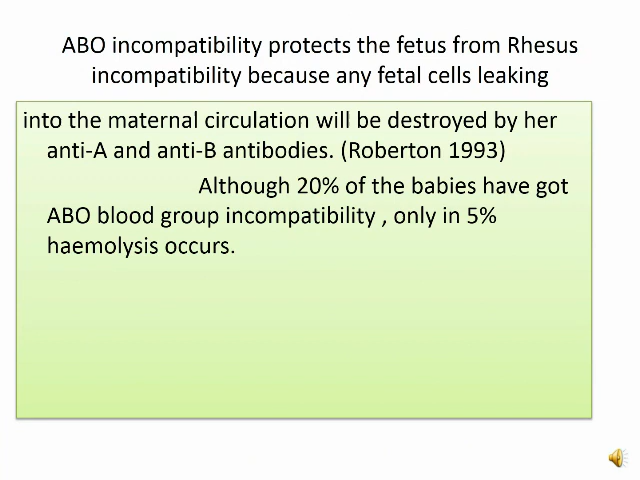 ABO incompatibility protects the fetus from Rhesus
incompatibility because any fetal cells leaking
into the maternal circulation will be destroyed by her
anti-A and anti-B antibodies. (Roberton 1993)
Although 20% of the babies have got
ABO blood group incompatibility , only in 5%
haemolysis occurs.